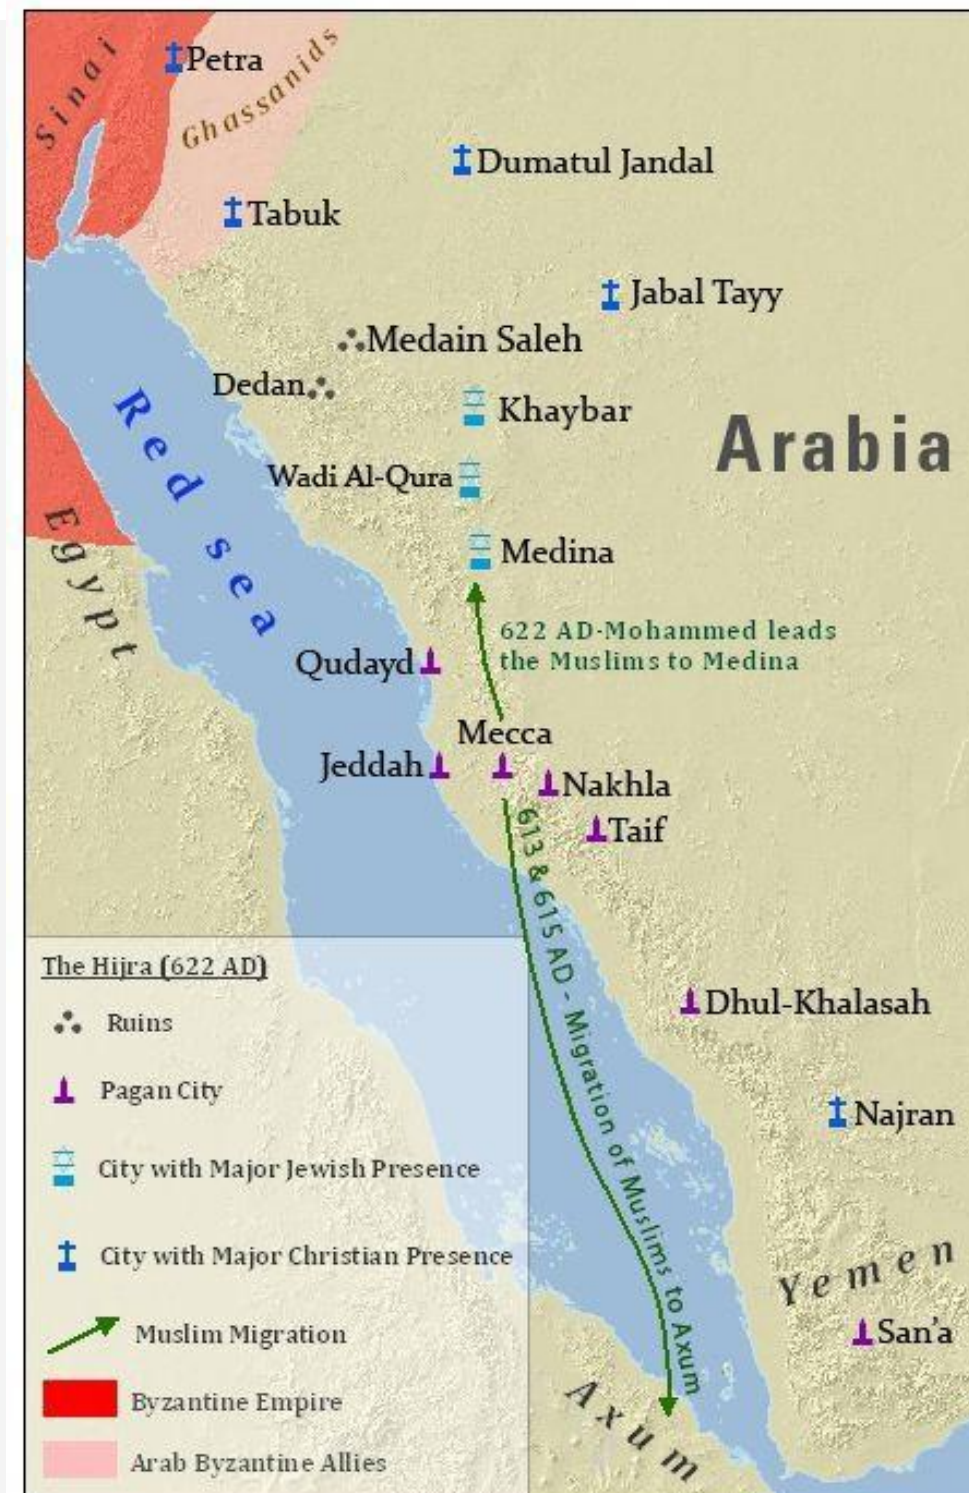 Sinai
Petra
Ghassanids
Dumatul Jandal
Tabuk
Jabal Tayy
Medain Saleh
Dedan
Khaybar
Red sea
Arabia
Wadi Al-Qura
Egypt
Medina
622 AD-Mohammed leads
the Muslims to Medina
Qudayd
Mecca
Jeddah
Nakhla
Taif
613 & 615 AD - Migration of Muslims to Axum
Dhul-Khalasah
Najran
Yemen
San'a
Axum
The Hijra (622 AD)
Ruins
Pagan City
City with Major Jewish Presence
City with Major Christian Presence
Muslim Migration
Byzantine Empire
Arab Byzantine Allies